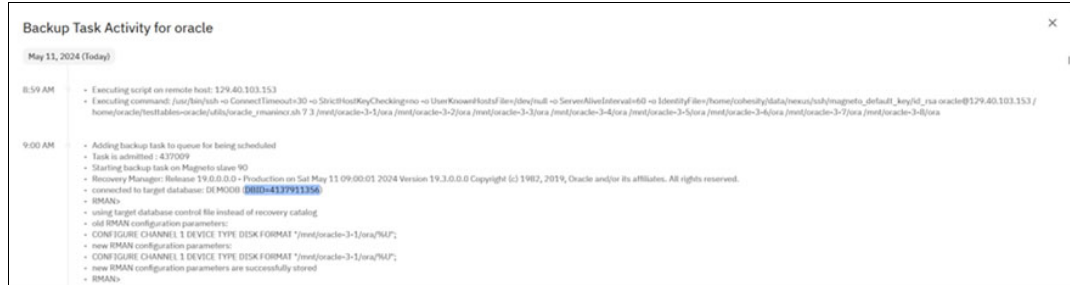 Backup Task Activity for oracle
May 11, 2024 (Today)
8:59 AM
• Executing script on remote host: 129.40.103.153
• Executing command: /usr/bin/ssh -o ConnectTimeout=30 -o StrictHostKeyChecking=no -o UserKnownHostsFile=/dev/null -o ServerAliveInterval=60 -o IdentityFile=/home/cohesity/data/nexus/ssh/magneto_default_key/id_rsa oracle@129.40.103.153 /
home/oracle/testtables-oracle/utils/oracle_rmanincr.sh 7 3 /mnt/oracle-3-1/ora /mnt/oracle-3-2/ora /mnt/oracle-3-3/ora /mnt/oracle-3-4/ora /mnt/oracle-3-5/ora /mnt/oracle-3-6/ora /mnt/oracle-3-7/ora /mnt/oracle-3-8/ora
9:00 AM
• Adding backup task to queue for being scheduled
• Task is admitted : 437009
• Starting backup task on Magneto slave 90
• Recovery Manager: Release 19.0.0.0.0 - Production on Sat May 11 09:00:01 2024 Version 19.3.0.0.0 Copyright (c) 1982, 2019, Oracle and/or its affiliates. All rights reserved.
• connected to target database: DEMODB (DBID=4137911356)
• RMAN>
• using target database control file instead of recovery catalog
• old RMAN configuration parameters:
• CONFIGURE CHANNEL 1 DEVICE TYPE DISK FORMAT "/mnt/oracle-3-1/ora/%U";
• new RMAN configuration parameters:
• CONFIGURE CHANNEL 1 DEVICE TYPE DISK FORMAT "/mnt/oracle-3-1/ora/%U";
• new RMAN configuration parameters are successfully stored
• RMAN>